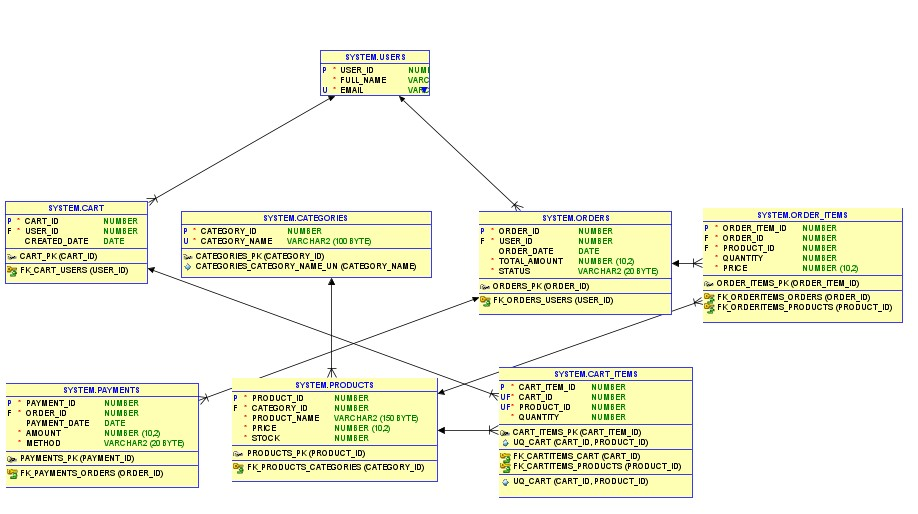 SYSTEM.USERS
P * USER_ID NUM
* FULL_NAME VARC
U * EMAIL
SYSTEM.CART
P * CART_ID NUMBER
F * USER_ID NUMBER
CREATED_DATE DATE
CART_PK (CART_ID)
FK_CART_USERS (USER_ID)
SYSTEM.CATEGORIES
P * CATEGORY_ID NUMBER
U * CATEGORY_NAME VARCHAR2 (100 BYTE)
CATEGORIES_PK (CATEGORY_ID)
CATEGORIES_CATEGORY_NAME_UN (CATEGORY_NAME)
SYSTEM.ORDERS
P * ORDER_ID NUMBER
F * USER_ID NUMBER
ORDER_DATE DATE
* TOTAL_AMOUNT NUMBER (10,2)
* STATUS VARCHAR2 (20 BYTE)
ORDERS_PK (ORDER_ID)
FK_ORDERS_USERS (USER_ID)
SYSTEM.ORDER_ITEMS
P * ORDER_ITEM_ID NUMBER
F * ORDER_ID NUMBER
F * PRODUCT_ID NUMBER
* QUANTITY NUMBER
* PRICE NUMBER (10,2)
ORDER_ITEMS_PK (ORDER_ITEM_ID)
FK_ORDERITEMS_ORDERS (ORDER_ID)
FK_ORDERITEMS_PRODUCTS (PRODUCT_ID)
SYSTEM.PAYMENTS
P * PAYMENT_ID NUMBER
F * ORDER_ID NUMBER
PAYMENT_DATE DATE
* AMOUNT NUMBER (10,2)
* METHOD VARCHAR2 (20 BYTE)
PAYMENTS_PK (PAYMENT_ID)
FK_PAYMENTS_ORDERS (ORDER_ID)
SYSTEM.PRODUCTS
P * PRODUCT_ID NUMBER
F * CATEGORY_ID NUMBER
* PRODUCT_NAME VARCHAR2 (150 BYTE)
* PRICE NUMBER (10,2)
* STOCK NUMBER
PRODUCTS_PK (PRODUCT_ID)
FK_PRODUCTS_CATEGORIES (CATEGORY_ID)
SYSTEM.CART_ITEMS
P * CART_ITEM_ID NUMBER
UF* CART_ID NUMBER
UF* PRODUCT_ID NUMBER
* QUANTITY NUMBER
CART_ITEMS_PK (CART_ITEM_ID)
UQ_CART (CART_ID, PRODUCT_ID)
FK_CARTITEMS_CART (CART_ID)
FK_CARTITEMS_PRODUCTS (PRODUCT_ID)
UQ_CART (CART_ID, PRODUCT_ID)